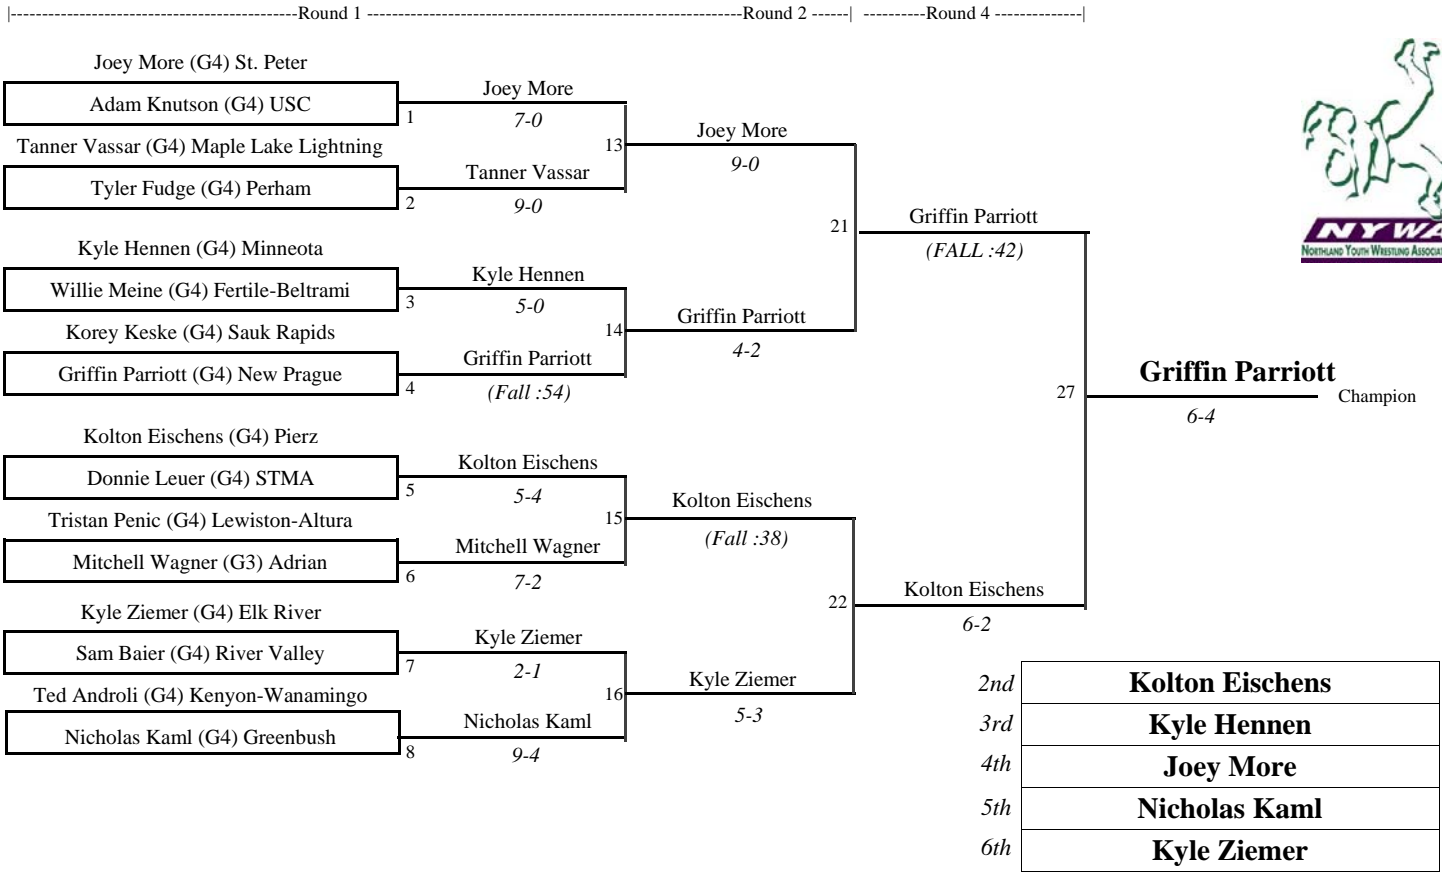 |----------------------------------------------Round 1 ------------------------------------------------------------Round 2 ------| ----------Round 4 --------------|
Joey More (G4) St. Peter
Adam Knutson (G4) USC
1
Tanner Vassar (G4) Maple Lake Lightning
Tyler Fudge (G4) Perham
2
Kyle Hennen (G4) Minneota
Willie Meine (G4) Fertile-Beltrami
3
Korey Keske (G4) Sauk Rapids
Griffin Parriott (G4) New Prague
4
Kolton Eischens (G4) Pierz
Donnie Leuer (G4) STMA
5
Tristan Penic (G4) Lewiston-Altura
Mitchell Wagner (G3) Adrian
6
Kyle Ziemer (G4) Elk River
Sam Baier (G4) River Valley
7
Ted Androli (G4) Kenyon-Wanamingo
Nicholas Kaml (G4) Greenbush
8
Joey More
7-0
13
Tanner Vassar
9-0
Kyle Hennen
5-0
14
Griffin Parriott
(Fall :54)
Kolton Eischens
5-4
15
Mitchell Wagner
7-2
Kyle Ziemer
2-1
16
Nicholas Kaml
9-4
Joey More
9-0
21
Griffin Parriott
4-2
Kolton Eischens
(Fall :38)
22
Kyle Ziemer
5-3
Griffin Parriott
(FALL :42)
27
Kolton Eischens
6-2
Griffin Parriott
Champion
6-4
NYWA
NORTHLAND YOUTH WRESTLING ASSOCIAT
2nd Kolton Eischens
3rd Kyle Hennen
4th Joey More
5th Nicholas Kaml
6th Kyle Ziemer